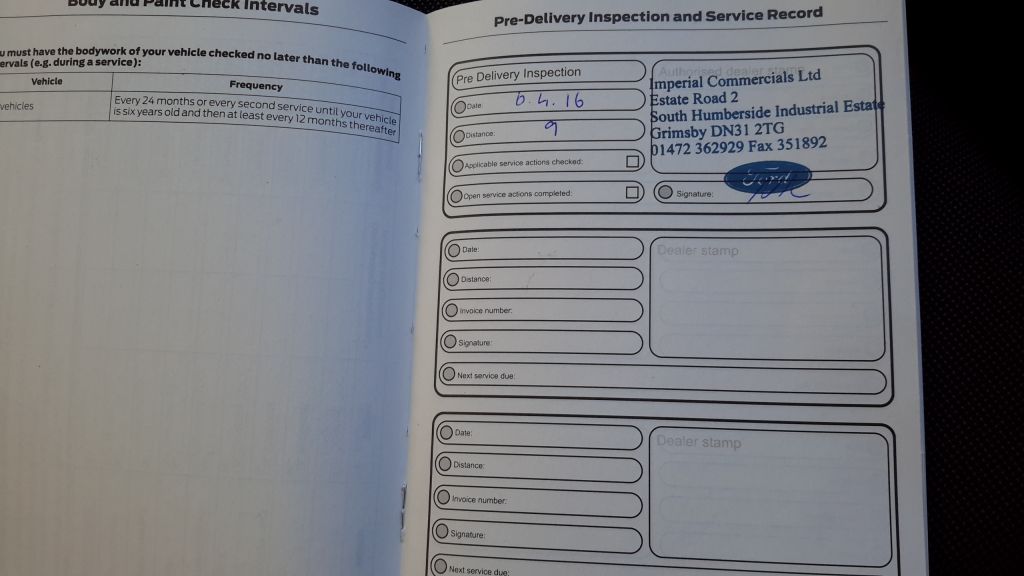 Body and Paint Check Intervals
u must have the bodywork of your vehicle checked no later than the following
ervals (e.g. during a service):
Vehicle Frequency
vehicles Every 24 months or every second service until your vehicle
is six years old and then at least every 12 months thereafter
Pre-Delivery Inspection and Service Record
Pre Delivery Inspection
Date: 6.4.16
Distance: 9
Applicable service actions checked:
Open service actions completed:
Authorised dealer stamp
Imperial Commercials Ltd
Estate Road 2
South Humberside Industrial Estate
Grimsby DN31 2TG
01472 362929 Fax 351892
Ford
Signature:
Date:
Distance:
Invoice number:
Signature:
Next service due:
Dealer stamp
Date:
Distance:
Invoice number:
Signature:
Next service due:
Dealer stamp